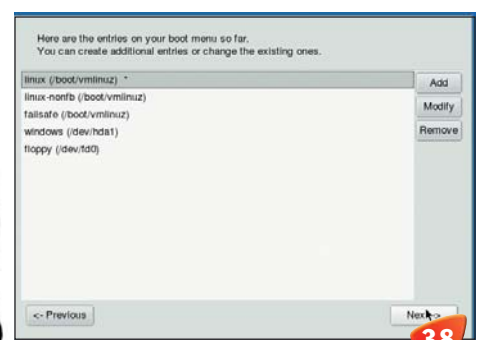 Here are the entries on your boot menu so far.
You can create additional entries or change the existing ones.
linux (/boot/vmlinuz) *
linux-nonfb (/boot/vmlinuz)
failsafe (/boot/vmlinuz)
windows (/dev/hda1)
floppy (/dev/fd0)
Add
Modify
Remove
<- Previous
Next ->
38